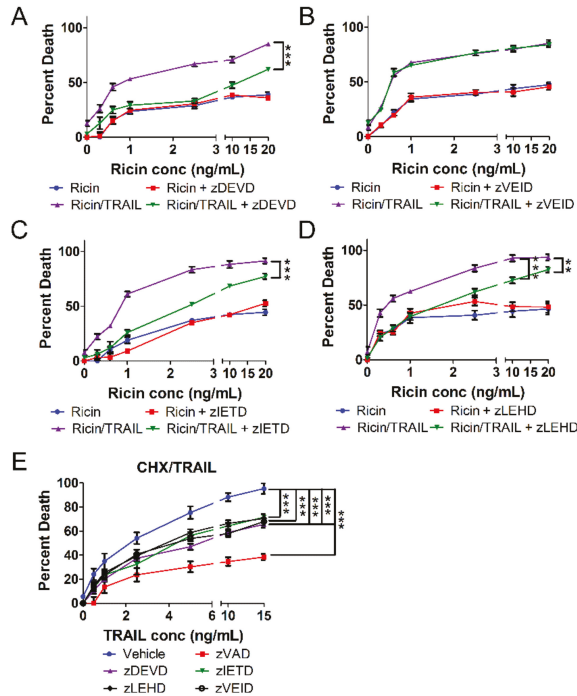 A
Percent Death
100
50
0
0
1
2
3
10
15
20
***
Ricin conc (ng/mL)
Ricin
Ricin + zDEVD
Ricin/TRAIL
Ricin/TRAIL + zDEVD
B
Percent Death
100
50
0
0
1
2
3
10
15
20
Ricin conc (ng/mL)
Ricin
Ricin + zVEID
Ricin/TRAIL
Ricin/TRAIL + zVEID
C
Percent Death
100
50
0
0
1
2
3
10
15
20
***
Ricin conc (ng/mL)
Ricin
Ricin + zIETD
Ricin/TRAIL
Ricin/TRAIL + zIETD
D
Percent Death
100
50
0
0
1
2
3
10
15
20
***
**
Ricin conc (ng/mL)
Ricin
Ricin + zLEHD
Ricin/TRAIL
Ricin/TRAIL + zLEHD
E
CHX/TRAIL
Percent Death
100
80
60
40
20
0
0
2
4
6
10
15
***
***
***
***
***
TRAIL conc (ng/mL)
Vehicle
zVAD
zDEVD
zIETD
zLEHD
zVEID